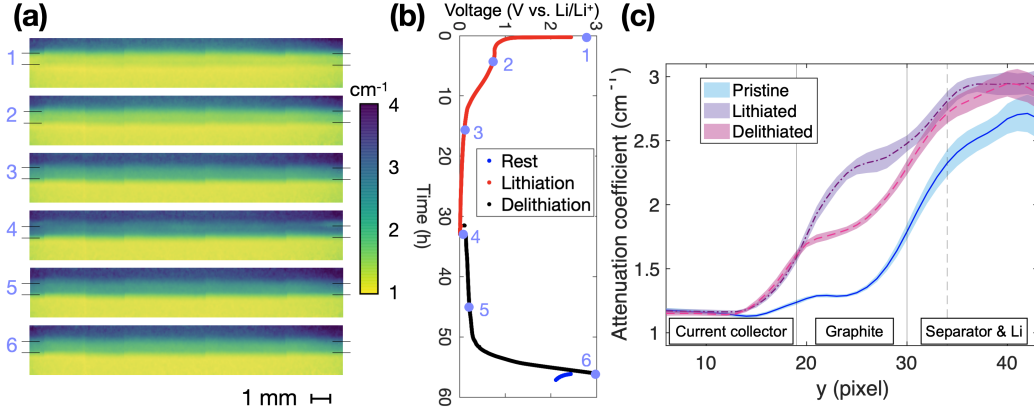 (a)
1
2
3
4
5
6
cm⁻¹
4
3
2
1
1 mm
(b)
Voltage (V vs. Li/Li⁺)
0
1
2
3
0
10
20
30
40
50
60
Time (h)
1
2
3
4
5
6
Rest
Lithiation
Delithiation
(c)
Attenuation coefficient (cm⁻¹)
3
2.5
2
1.5
1
Pristine
Lithiated
Delithiated
Current collector
Graphite
Separator & Li
10
20
30
40
y (pixel)